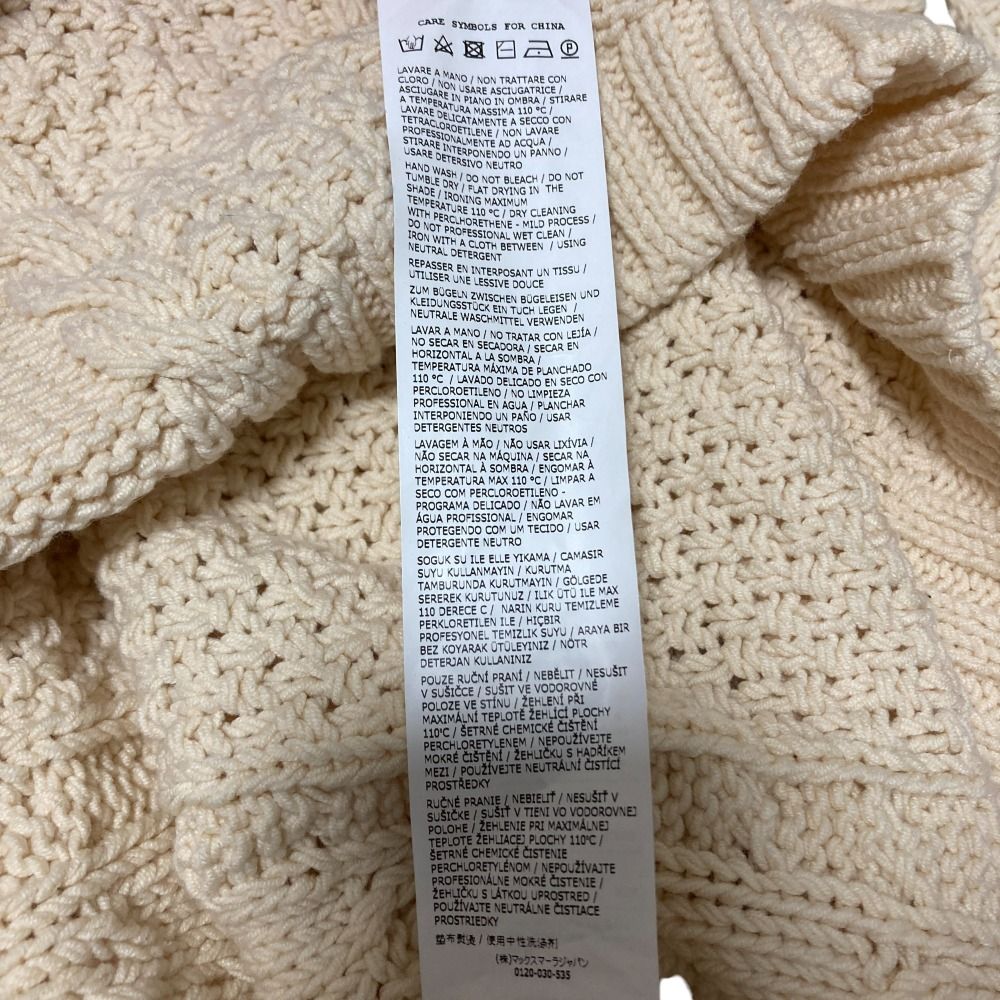 CARE SYMBOLS FOR CHINA
LAVARE A MANO / NON TRATTARE CON
CLORO / NON USARE ASCIUGATRICE /
ASCIUGARE IN PIANO IN OMBRA / STIRARE
A TEMPERATURA MASSIMA 110 °C /
LAVARE DELICATAMENTE A SECCO CON
TETRACLOROETILENE / NON LAVARE
PROFESSIONALMENTE AD ACQUA /
STIRARE INTERPONENDO UN PANNO /
USARE DETERSIVO NEUTRO
HAND WASH / DO NOT BLEACH / DO NOT
TUMBLE DRY / FLAT DRYING IN THE
SHADE / IRONING MAXIMUM
TEMPERATURE 110 °C / DRY CLEANING
WITH PERCLHORETHENE - MILD PROCESS /
DO NOT PROFESSIONAL WET CLEAN /
IRON WITH A CLOTH BETWEEN / USING
NEUTRAL DETERGENT
REPASSER EN INTERPOSANT UN TISSU /
UTILISER UNE LESSIVE DOUCE
ZUM BÜGELN ZWISCHEN BÜGELEISEN UND
KLEIDUNGSSTÜCK EIN TUCH LEGEN /
NEUTRALE WASCHMITTEL VERWENDEN
LAVAR A MANO / NO TRATAR CON LEJÍA /
NO SECAR EN SECADORA / SECAR EN
HORIZONTAL A LA SOMBRA /
TEMPERATURA MÁXIMA DE PLANCHADO
110 °C / LAVADO DELICADO EN SECO CON
PERCLOROETILENO / NO LIMPIEZA
PROFESSIONAL EN AGUA / PLANCHAR
INTERPONIENDO UN PAÑO / USAR
DETERGENTES NEUTROS
LAVAGEM À MÃO / NÃO USAR LIXÍVIA /
NÃO SECAR NA MÁQUINA / SECAR NA
HORIZONTAL À SOMBRA / ENGOMAR À
TEMPERATURA MAX 110 °C / LIMPAR A
SECO COM PERCLOROETILENO -
PROGRAMA DELICADO / NÃO LAVAR EM
ÁGUA PROFISSIONAL / ENGOMAR
PROTEGENDO COM UM TECIDO / USAR
DETERGENTE NEUTRO
SOGUK SU ILE ELLE YIKAMA / CAMASIR
SUYU KULLANMAYIN / KURUTMA
TAMBURUNDA KURUTMAYIN / GÖLGEDE
SEREREK KURUTUNUZ / ILIK ÜTÜ ILE MAX
110 DERECE C / NARIN KURU TEMIZLEME
PERKLORETILEN ILE / HIÇBIR
PROFESYONEL TEMIZLIK SUYU / ARAYA BIR
BEZ KOYARAK ÜTÜLEYINIZ / NÖTR
DETERJAN KULLANINIZ
POUZE RUČNÍ PRANÍ / NEBĚLIT / NESUŠIT
V SUŠIČCE / SUŠIT VE VODOROVNÉ
POLOZE VE STÍNU / ŽEHLENÍ PŘI
MAXIMÁLNÍ TEPLOTĚ ŽEHLÍCÍ PLOCHY
110°C / ŠETRNÉ CHEMICKÉ ČIŠTĚNÍ
PERCHLORETYLENEM / NEPOUŽÍVEJTE
MOKRÉ ČIŠTĚNÍ / ŽEHLIČKU S HADŘÍKEM
MEZI / POUŽÍVEJTE NEUTRÁLNÍ ČISTÍCÍ
PROSTŘEDKY
RUČNÉ PRANIE / NEBIELIŤ / NESUŠIŤ V
SUŠIČKE / SUŠIŤ V TIENI VO VODOROVNEJ
POLOHE / ŽEHLENIE PRI MAXIMÁLNEJ
TEPLOTE ŽEHLIACEJ PLOCHY 110°C /
ŠETRNÉ CHEMICKÉ ČISTENIE
PERCHLORETYLÉNOM / NEPOUŽÍVAJTE
PROFESIONÁLNE MOKRÉ ČISTENIE /
ŽEHLIČKU S LÁTKOU UPROSTRED /
POUŽÍVAJTE NEUTRÁLNE ČISTIACE
PROSTRIEDKY
垫布熨烫 / 使用中性洗涤剂
(株)マックスマーラジャパン
0120-030-535